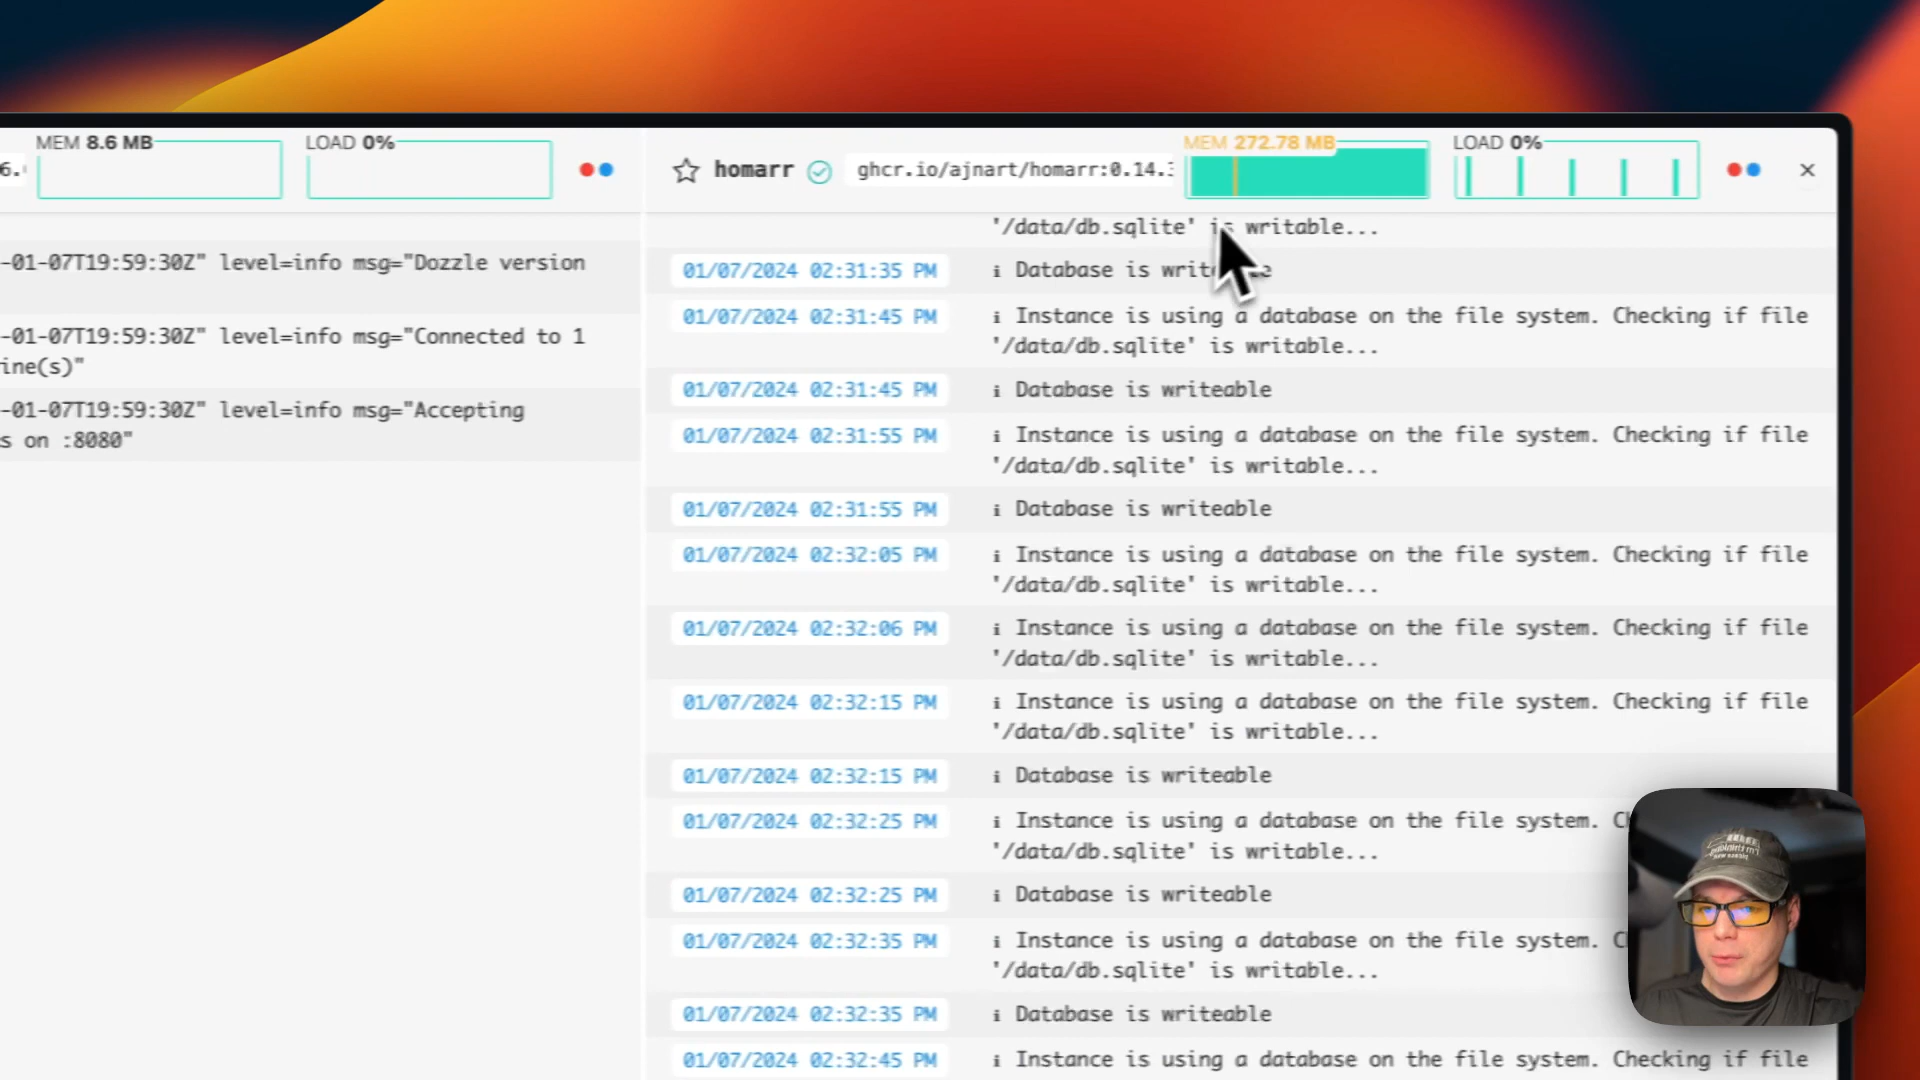 6.
MEM 8.6 MB
LOAD 0%
-01-07T19:59:30Z" level=info msg="Dozzle version
-01-07T19:59:30Z" level=info msg="Connected to 1
ine(s)"
-01-07T19:59:30Z" level=info msg="Accepting
s on :8080"
homarr
ghcr.io/ajnart/homarr:0.14.3
MEM 272.78 MB
LOAD 0%
'/data/db.sqlite' is writable...
01/07/2024 02:31:35 PM i Database is writeable
01/07/2024 02:31:45 PM i Instance is using a database on the file system. Checking if file
'/data/db.sqlite' is writable...
01/07/2024 02:31:45 PM i Database is writeable
01/07/2024 02:31:55 PM i Instance is using a database on the file system. Checking if file
'/data/db.sqlite' is writable...
01/07/2024 02:31:55 PM i Database is writeable
01/07/2024 02:32:05 PM i Instance is using a database on the file system. Checking if file
'/data/db.sqlite' is writable...
01/07/2024 02:32:06 PM i Instance is using a database on the file system. Checking if file
'/data/db.sqlite' is writable...
01/07/2024 02:32:15 PM i Instance is using a database on the file system. Checking if file
'/data/db.sqlite' is writable...
01/07/2024 02:32:15 PM i Database is writeable
01/07/2024 02:32:25 PM i Instance is using a database on the file system.
'/data/db.sqlite' is writable...
01/07/2024 02:32:25 PM i Database is writeable
01/07/2024 02:32:35 PM i Instance is using a database on the file system.
'/data/db.sqlite' is writable...
01/07/2024 02:32:35 PM i Database is writeable
01/07/2024 02:32:45 PM i Instance is using a database on the file system. Checking if file